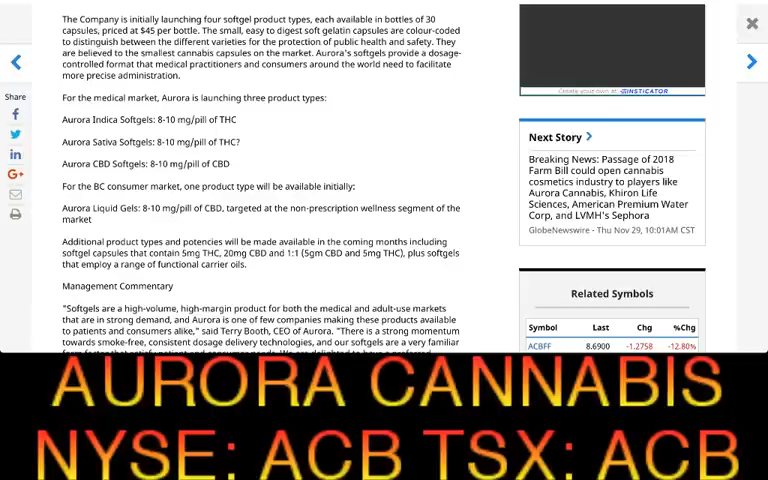 The Company is initially launching four softgel product types, each available in bottles of 30
capsules, priced at $45 per bottle. The small, easy to digest soft gelatin capsules are colour-coded
to distinguish between the different varieties for the protection of public health and safety. They
are believed to the smallest cannabis capsules on the market. Aurora's softgels provide a dosage-
controlled format that medical practitioners and consumers around the world need to facilitate
more precise administration.
For the medical market, Aurora is launching three product types:
Aurora Indica Softgels: 8-10 mg/pill of THC
Aurora Sativa Softgels: 8-10 mg/pill of THC?
Aurora CBD Softgels: 8-10 mg/pill of CBD
For the BC consumer market, one product type will be available initially:
Aurora Liquid Gels: 8-10 mg/pill of CBD, targeted at the non-prescription wellness segment of the
market
Additional product types and potencies will be made available in the coming months including
softgel capsules that contain 5mg THC, 20mg CBD and 1:1 (5gm CBD and 5mg THC), plus softgels
that employ a range of functional carrier oils.
Management Commentary
"Softgels are a high-volume, high-margin product for both the medical and adult-use markets
that are in strong demand, and Aurora is one of few companies making these products available
to patients and consumers alike," said Terry Booth, CEO of Aurora. "There is a strong momentum
towards smoke-free, consistent dosage delivery technologies, and our softgels are a very familiar
Share
G+
Create your own at INSTICATOR
Next Story
Breaking News: Passage of 2018
Farm Bill could open cannabis
cosmetics industry to players like
Aurora Cannabis, Khiron Life
Sciences, American Premium Water
Corp, and LVMH's Sephora
GlobeNewswire - Thu Nov 29, 10:01AM CST
Related Symbols
Symbol Last Chg %Chg
ACBFF 8.6900 -1.2758 -12.80%
AURORA CANNABIS
NYSE: ACB TSX: ACB